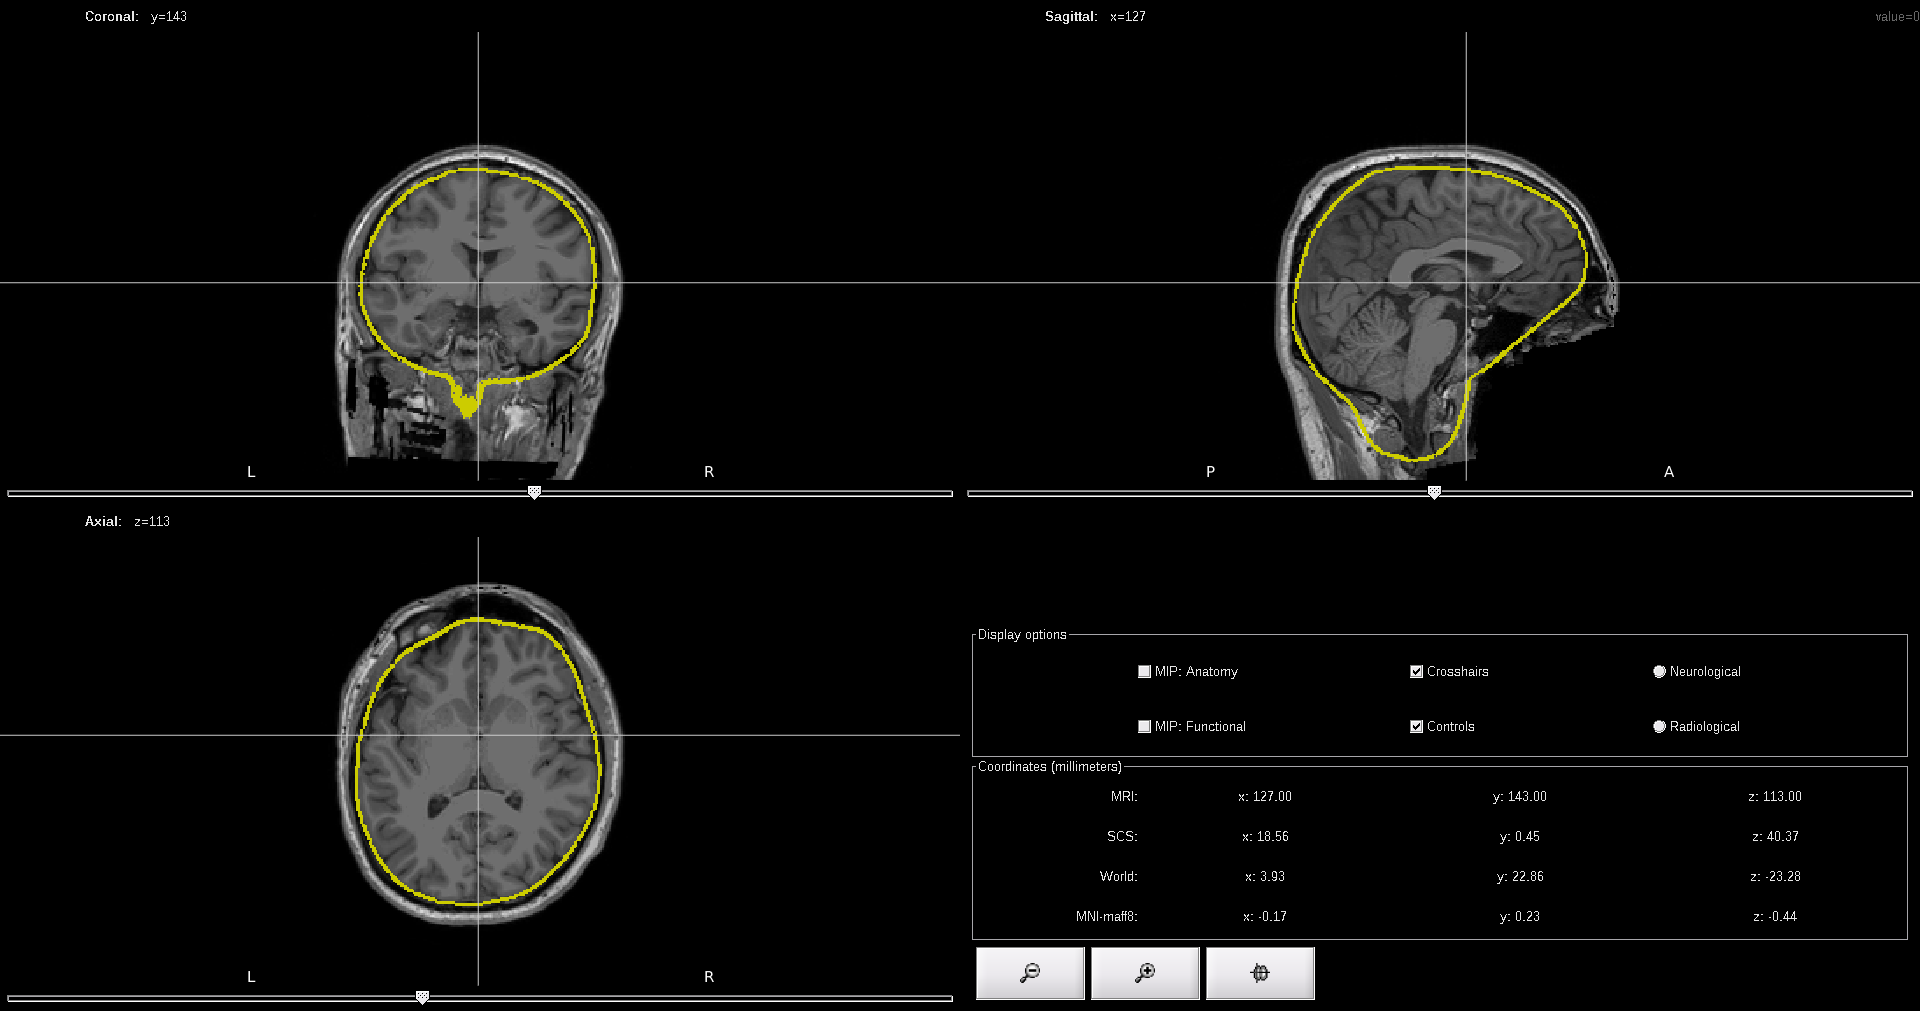 Coronal: y=143
Sagittal: x=127
value=0
L R
P A
Axial: z=113
L R
Display options
MIP: Anatomy
Crosshairs
Neurological
MIP: Functional
Controls
Radiological
Coordinates (millimeters)
MRI: x: 127.00 y: 143.00 z: 113.00
SCS: x: 18.56 y: 0.45 z: 40.37
World: x: 3.93 y: 22.86 z: -23.28
MNI-maff8: x: -0.17 y: 0.23 z: -0.44